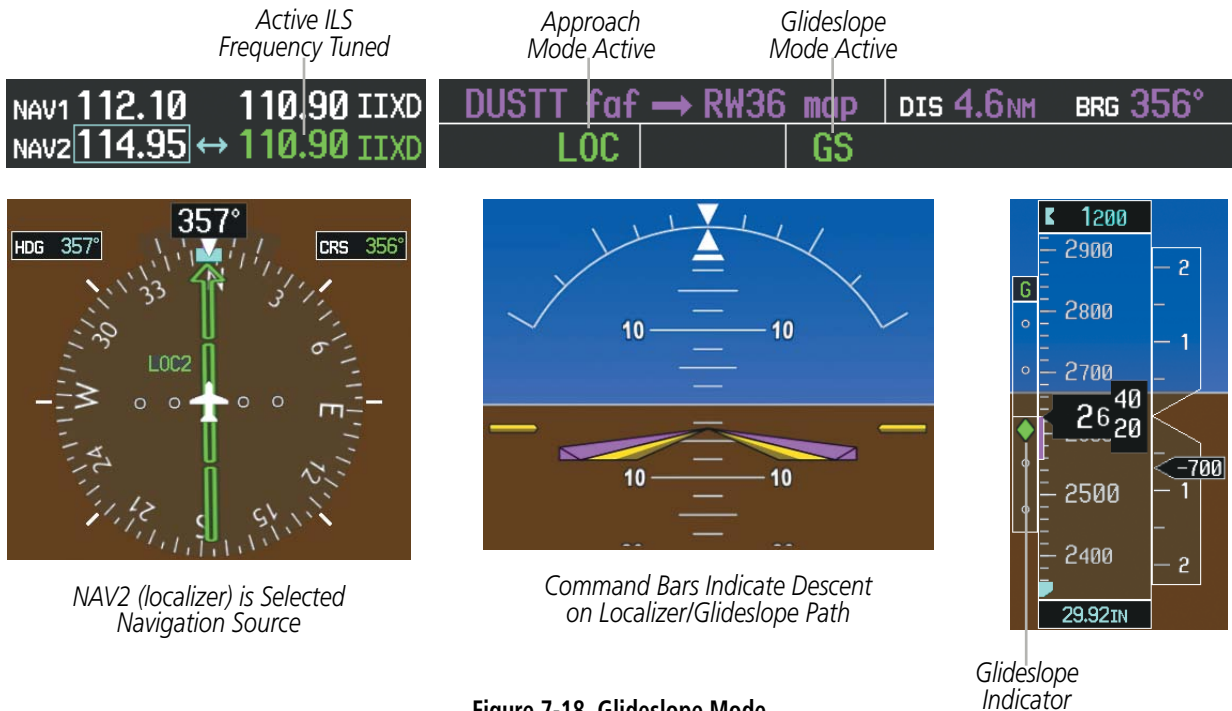 Active ILS
Frequency Tuned
Approach
Mode Active
Glideslope
Mode Active
NAV1 112.10 110.90 IIXD
NAV2 114.95 ↔ 110.90 IIXD
DUSTT faf → RW36 map DIS 4.6NM BRG 356°
LOC GS
HDG 357°
357°
CRS 356°
N
3
6
E
12
15
S
21
24
W
30
33
LOC2
10 10
10 10
1200
2900
2800
2700
2640
20
2500
2400
29.92IN
G
2
1
-700
1
2
NAV2 (localizer) is Selected
Navigation Source
Command Bars Indicate Descent
on Localizer/Glideslope Path
Glideslope
Indicator
Figure 7-18 Glideslope Mode